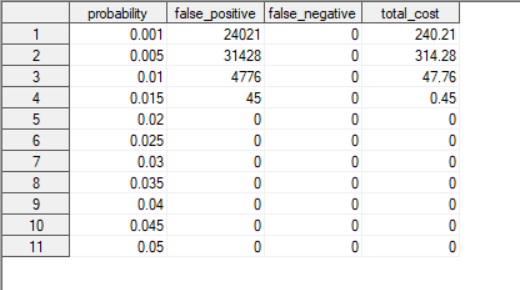 probability false_positive false_negative total_cost
1 0.001 24021 0 240.21
2 0.005 31428 0 314.28
3 0.01 4776 0 47.76
4 0.015 45 0 0.45
5 0.02 0 0 0
6 0.025 0 0 0
7 0.03 0 0 0
8 0.035 0 0 0
9 0.04 0 0 0
10 0.045 0 0 0
11 0.05 0 0 0